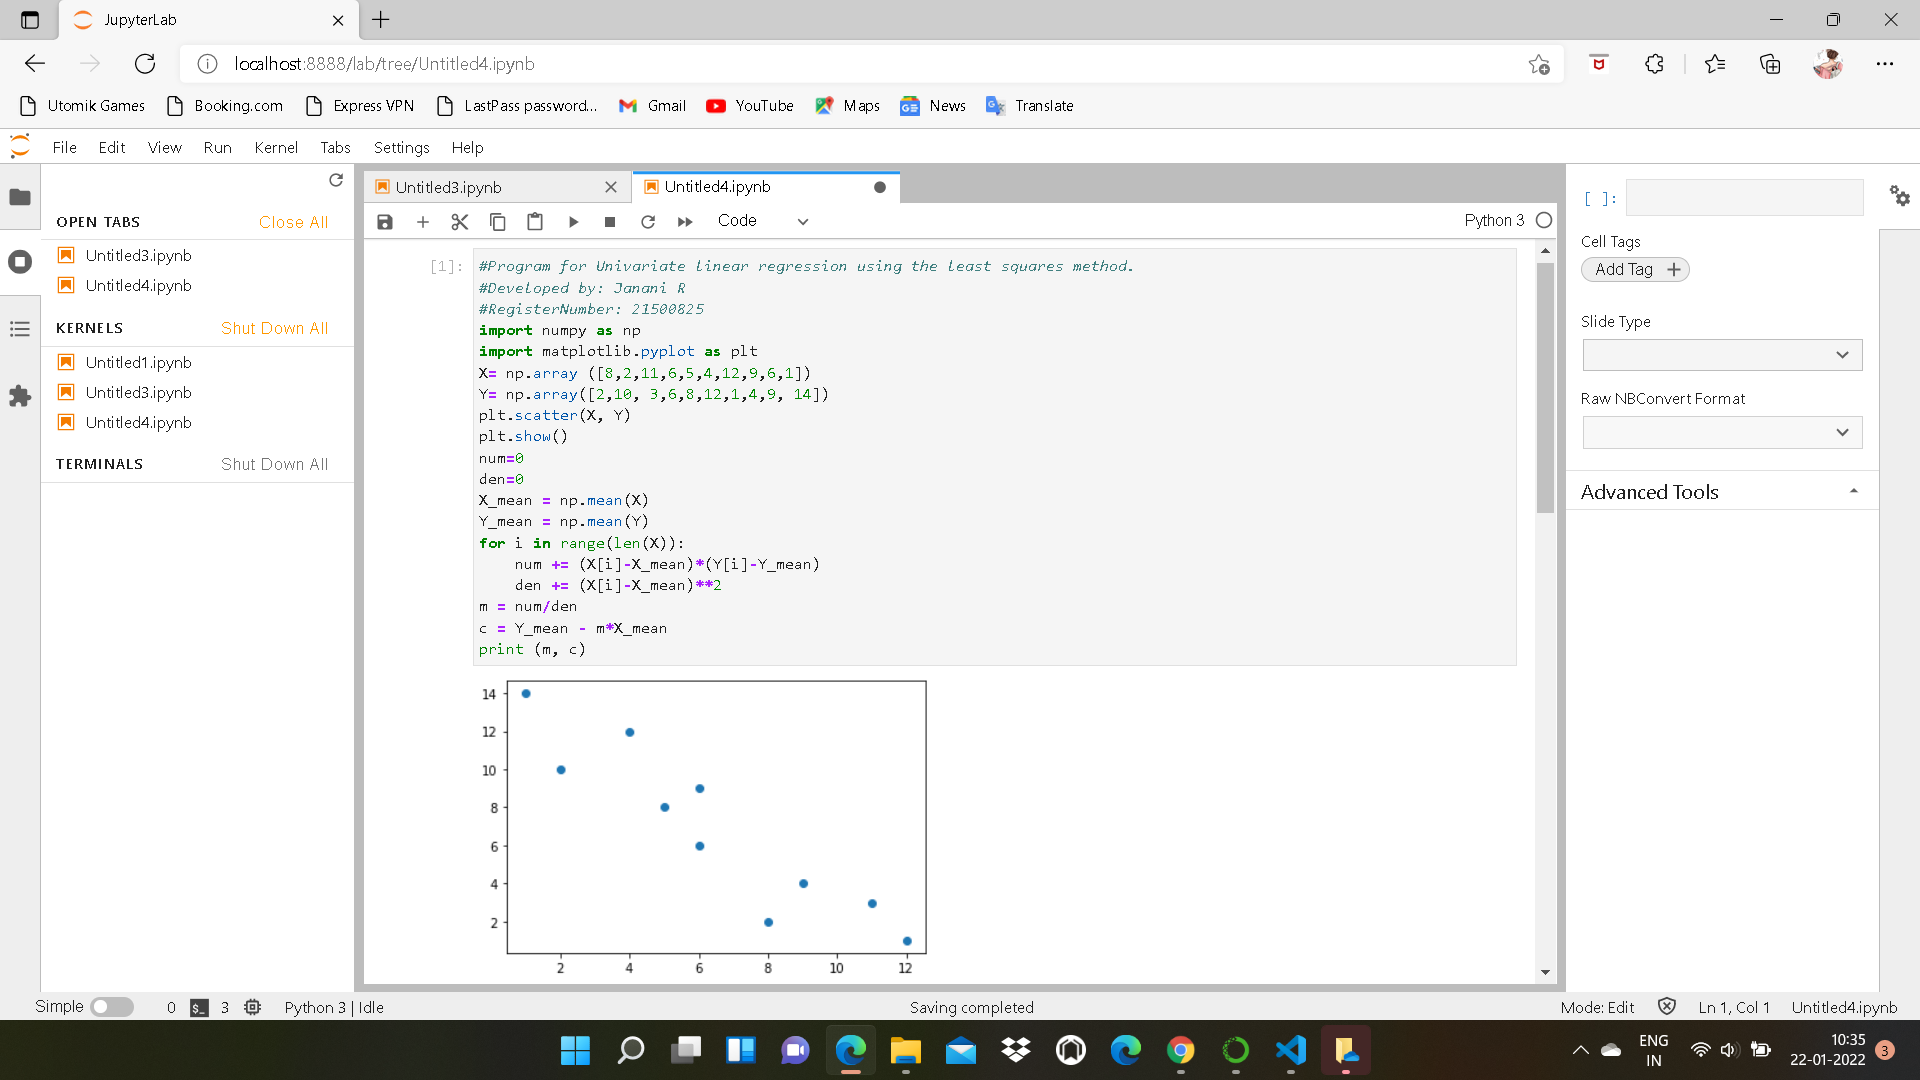 JupyterLab
localhost:8888/lab/tree/Untitled4.ipynb
Utomik Games Booking.com Express VPN LastPass password... Gmail YouTube Maps News Translate
File Edit View Run Kernel Tabs Settings Help
OPEN TABS Close All
Untitled3.ipynb
Untitled4.ipynb
KERNELS Shut Down All
Untitled1.ipynb
Untitled3.ipynb
Untitled4.ipynb
TERMINALS Shut Down All
Untitled3.ipynb Untitled4.ipynb
Code Python 3
[1]:
#Program for Univariate linear regression using the least squares method.
#Developed by: Janani R
#RegisterNumber: 21500825
import numpy as np
import matplotlib.pyplot as plt
X= np.array ([8,2,11,6,5,4,12,9,6,1])
Y= np.array([2,10, 3,6,8,12,1,4,9, 14])
plt.scatter(X, Y)
plt.show()
num=0
den=0
X_mean = np.mean(X)
Y_mean = np.mean(Y)
for i in range(len(X)):
    num += (X[i]-X_mean)*(Y[i]-Y_mean)
    den += (X[i]-X_mean)**2
m = num/den
c = Y_mean - m*X_mean
print (m, c)
14
12
10
8
6
4
2
2 4 6 8 10 12
[ ]:
Cell Tags
Add Tag +
Slide Type
Raw NBConvert Format
Advanced Tools
Simple 0 $_ 3 Python 3 | Idle Saving completed Mode: Edit Ln 1, Col 1 Untitled4.ipynb
ENG
IN
10:35
22-01-2022
3